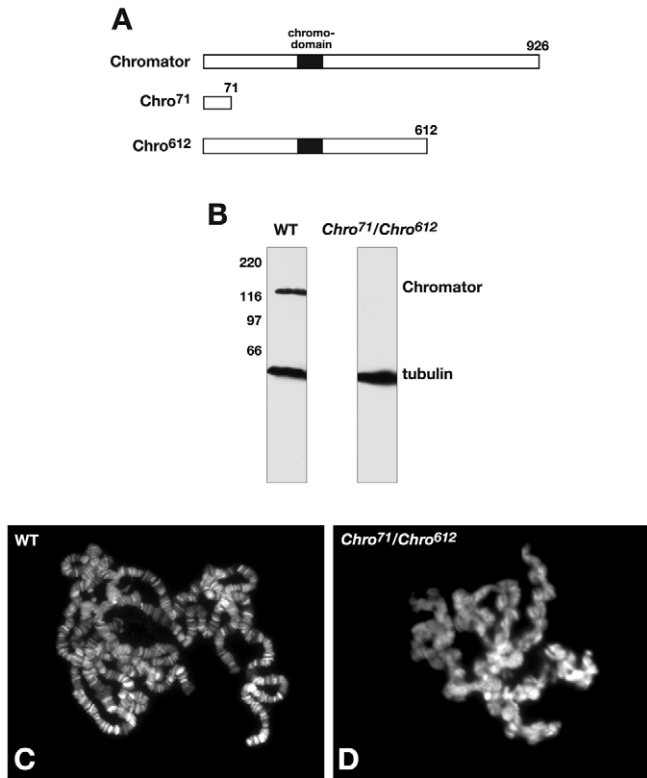 A
chromo-
domain
926
Chromator
71
Chro71
612
Chro612
B
WT Chro71/Chro612
220
Chromator
116
97
66
tubulin
WT
Chro71/Chro612
C
D